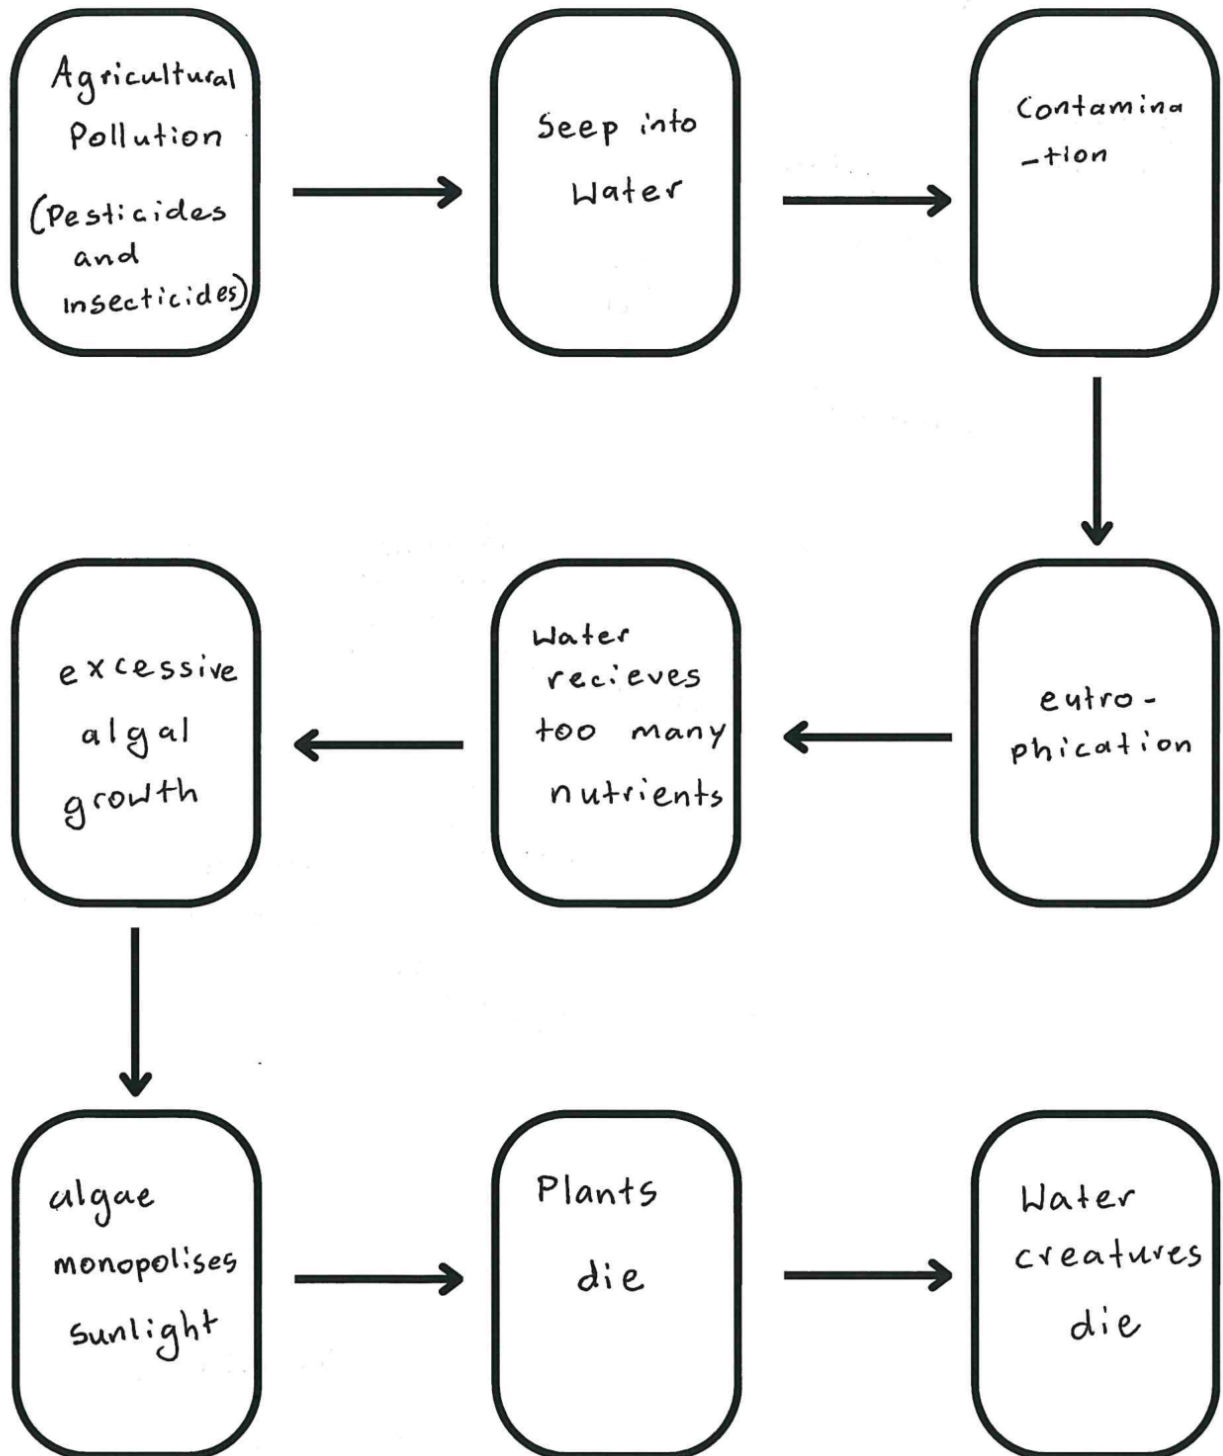 Agricultural
Pollution
(Pesticides
and
insecticides)
Seep into
Water
Contamina
-tion
eutro-
phication
Water
recieves
too many
nutrients
excessive
algal
growth
algae
monopolises
sunlight
Plants
die
Water
creatures
die